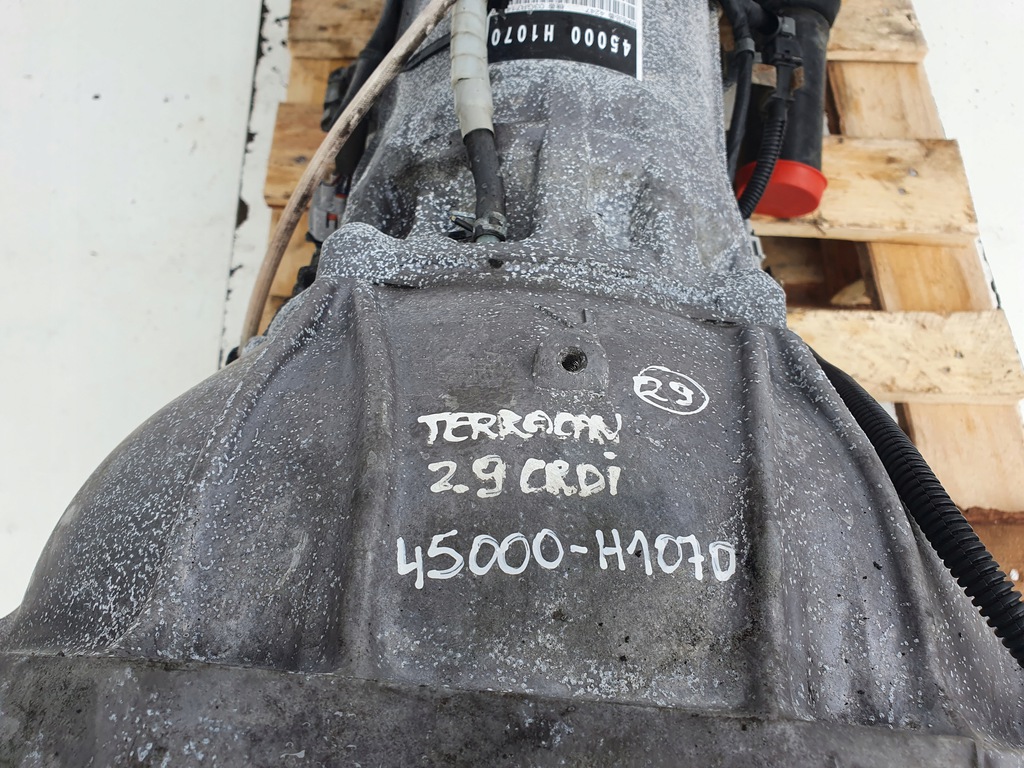 45000 H1070
29
TERRACAN
2.9 CRDi
45000-H1070